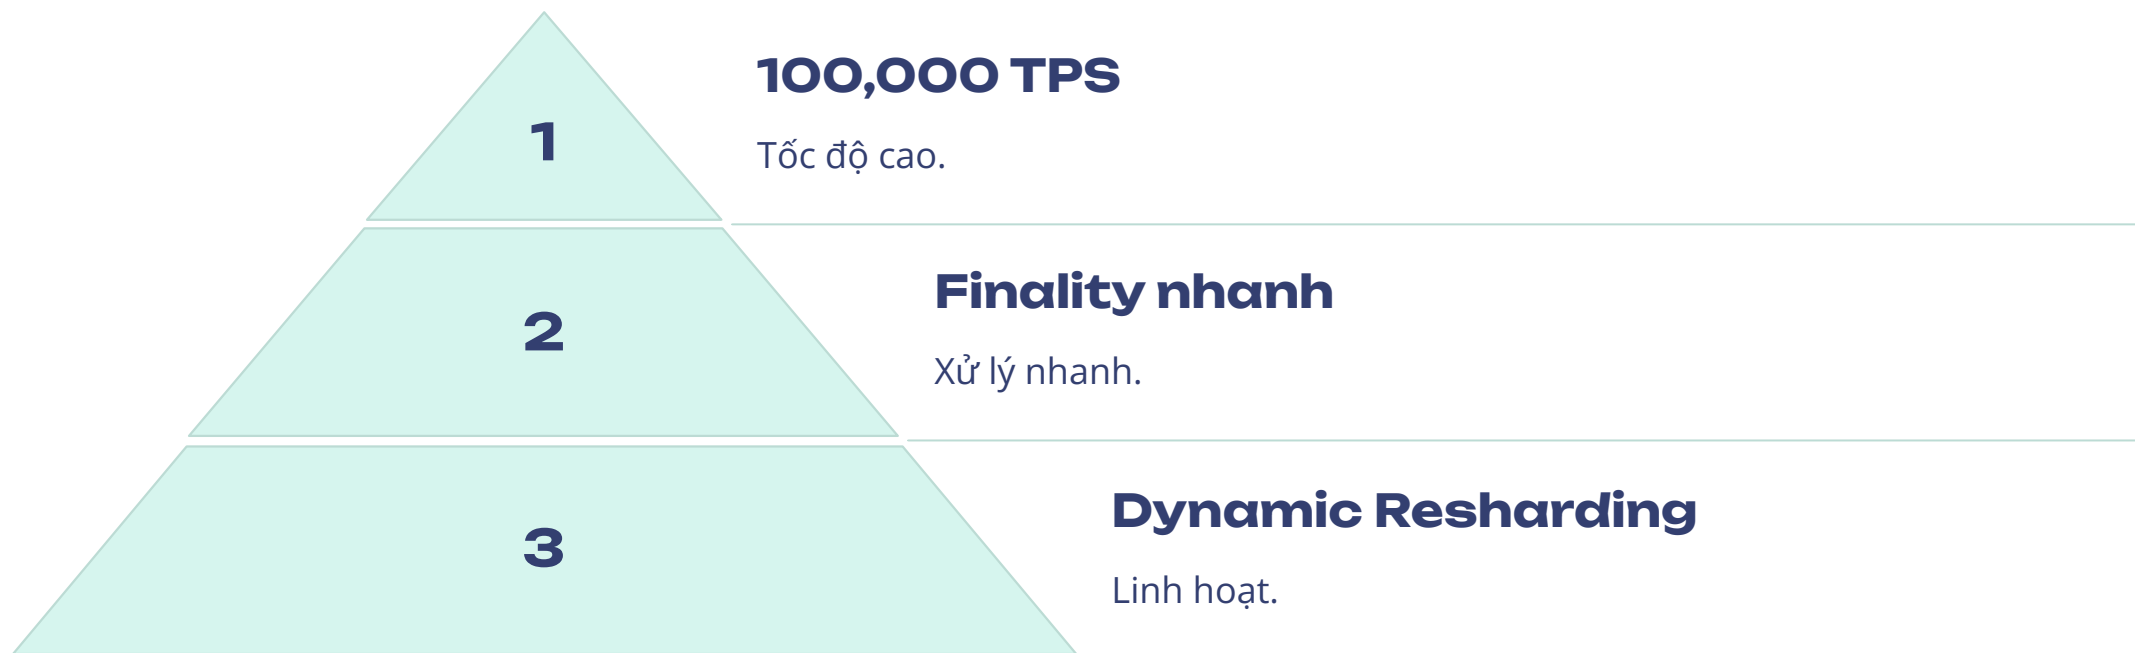 1
100,000 TPS
Tốc độ cao.
2
Finality nhanh
Xử lý nhanh.
3
Dynamic Resharding
Linh hoạt.